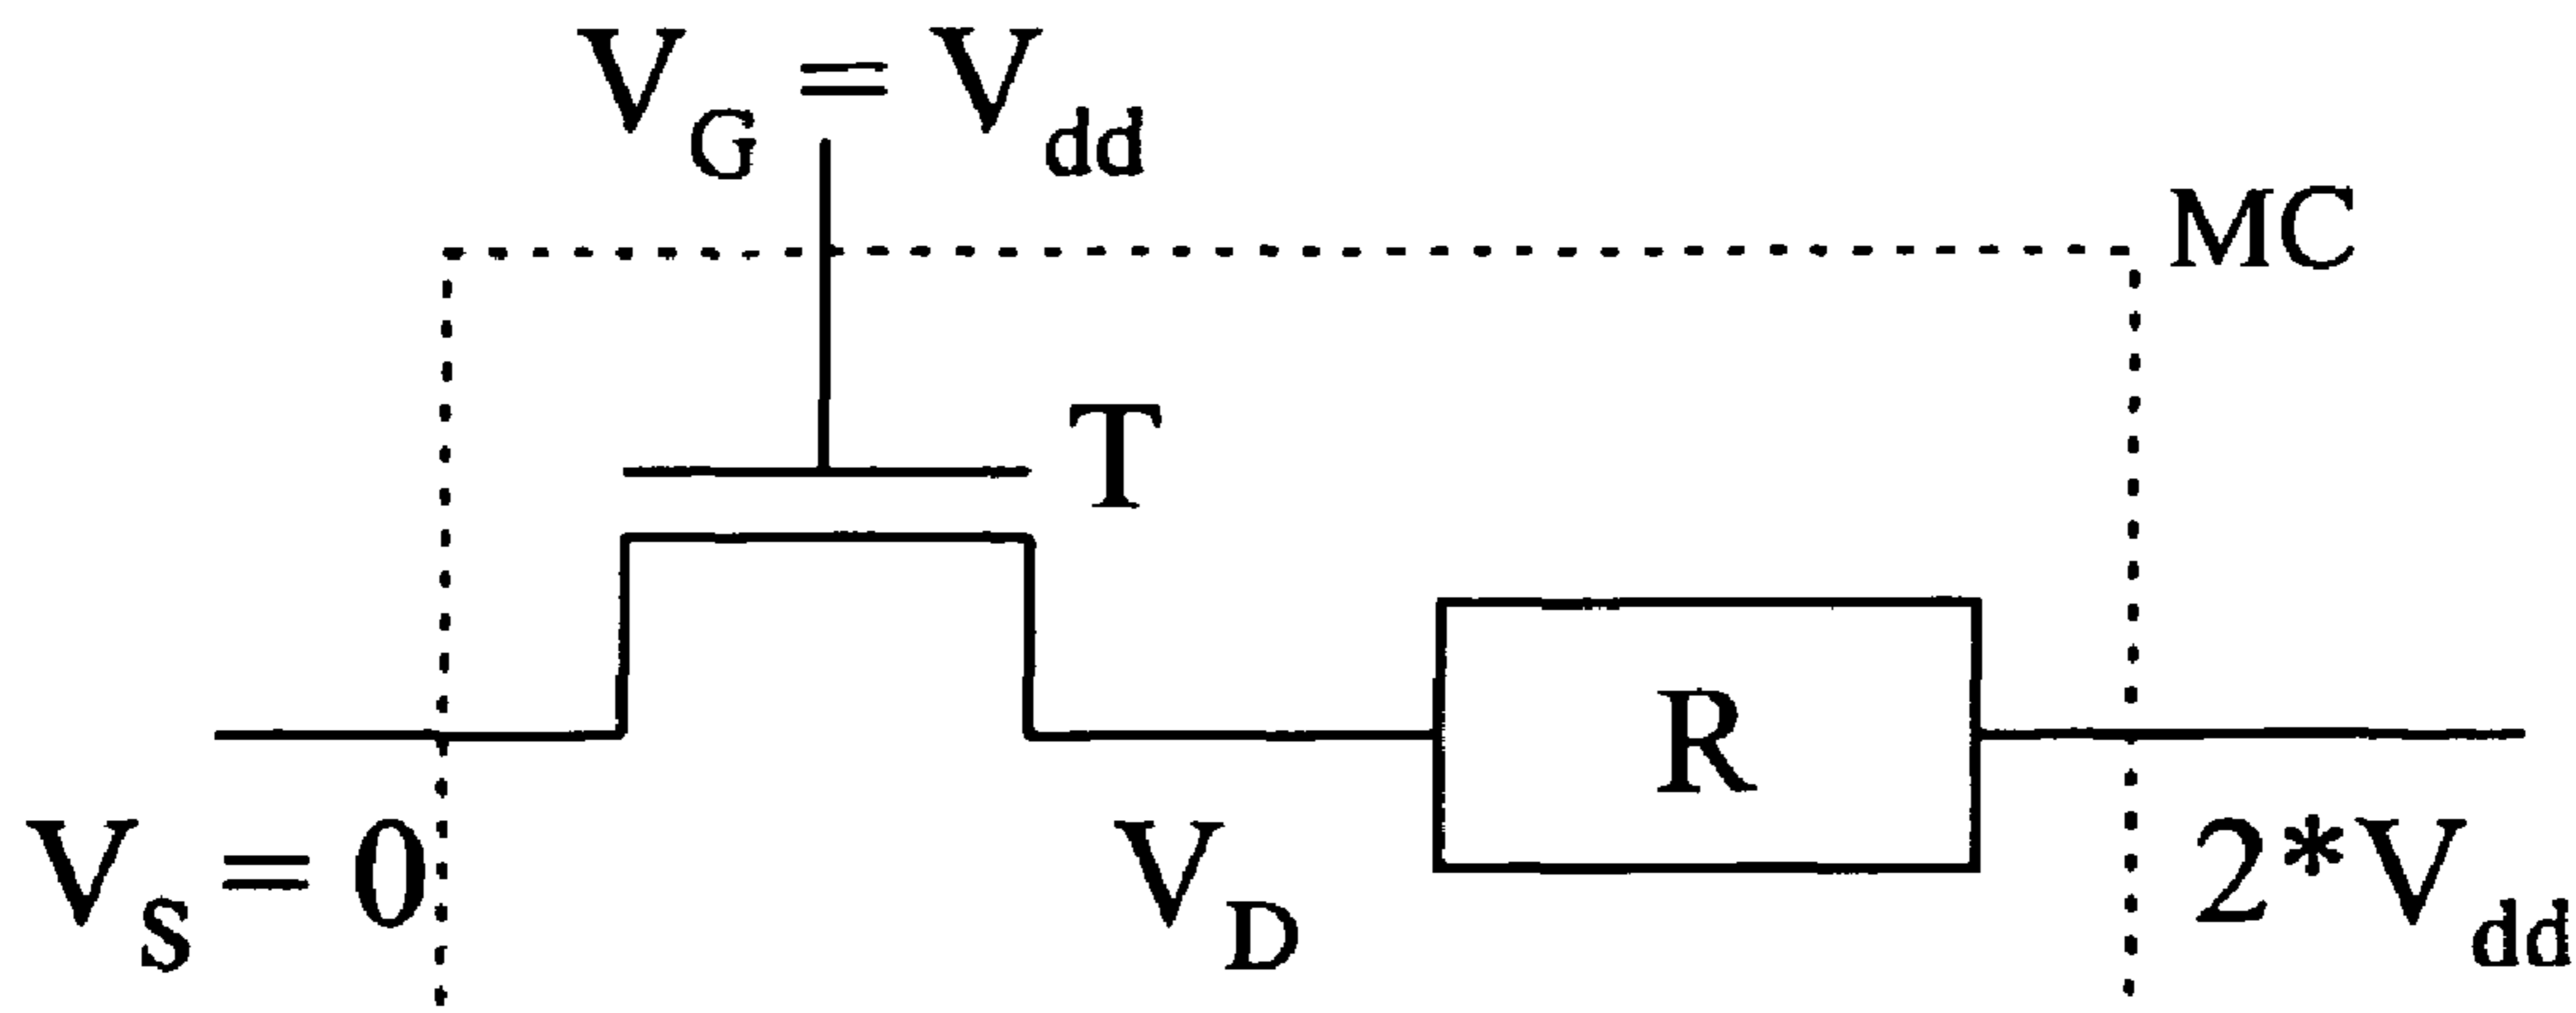 V_G = V_dd
MC
T
R
V_S = 0
V_D
2*V_dd